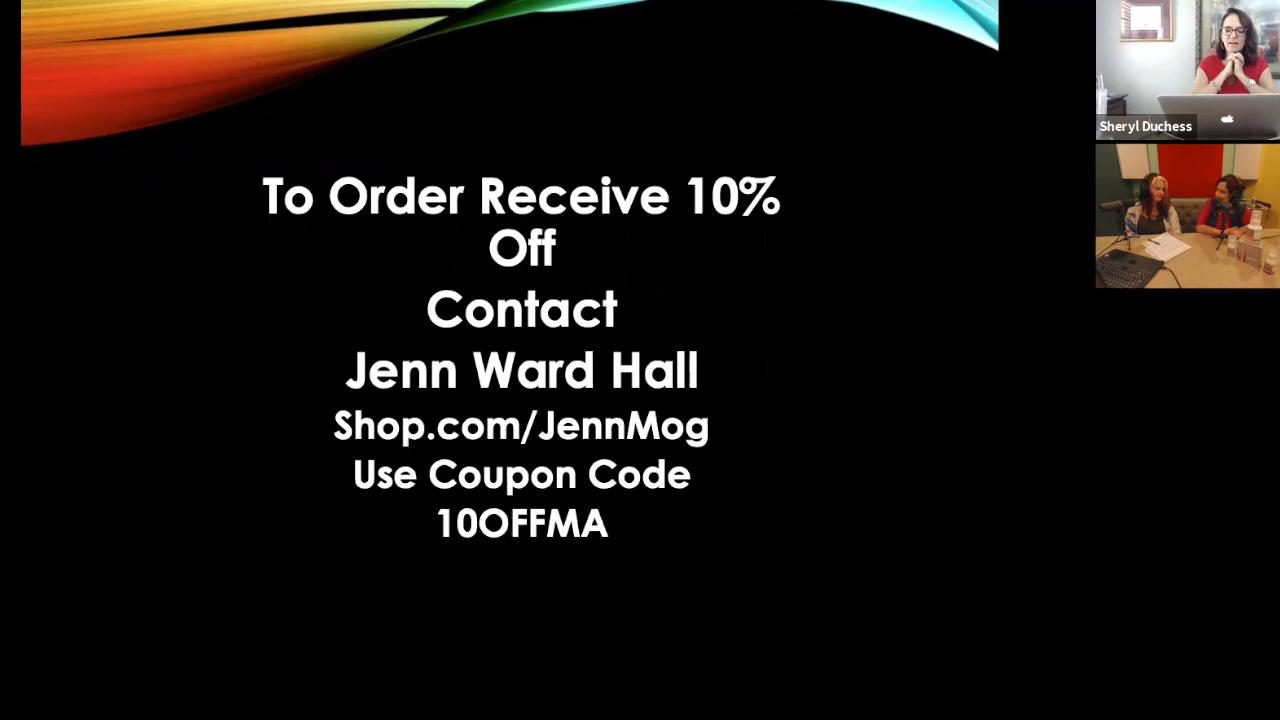 To Order Receive 10%
Off
Contact
Jenn Ward Hall
Shop.com/JennMog
Use Coupon Code
10OFFMA
Sheryl Duchess